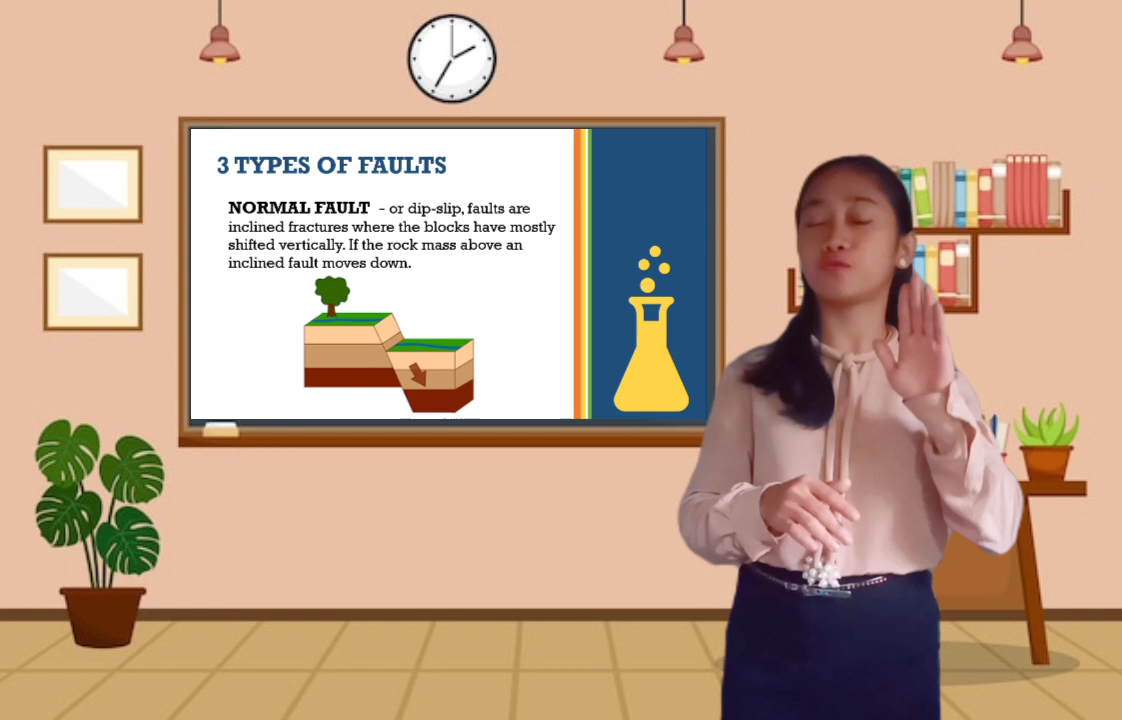 3 TYPES OF FAULTS
NORMAL FAULT - or dip-slip, faults are
inclined fractures where the blocks have mostly
shifted vertically. If the rock mass above an
inclined fault moves down.